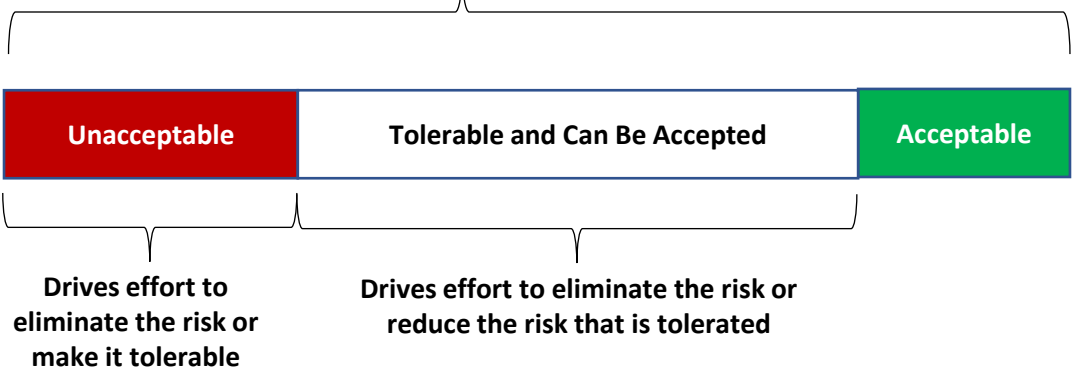 Unacceptable
Tolerable and Can Be Accepted
Acceptable
Drives effort to
eliminate the risk or
make it tolerable
Drives effort to eliminate the risk or
reduce the risk that is tolerated